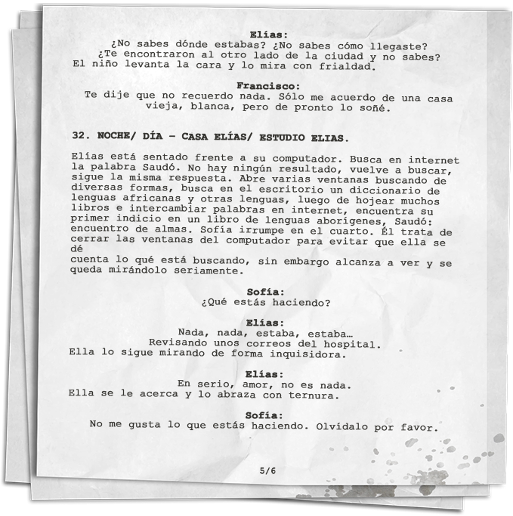 Elías:
¿No sabes dónde estabas? ¿No sabes cómo llegaste?
¿Te encontraron al otro lado de la ciudad y no sabes?
El niño levanta la cara y lo mira con frialdad.
Francisco:
Te dije que no recuerdo nada. Sólo me acuerdo de una casa
vieja, blanca, pero de pronto lo soñé.
32. NOCHE/ DÍA – CASA ELÍAS/ ESTUDIO ELIAS.
Elías está sentado frente a su computador. Busca en internet
la palabra Saudó. No hay ningún resultado, vuelve a buscar,
sigue la misma respuesta. Abre varias ventanas buscando de
diversas formas, busca en el escritorio un diccionario de
lenguas africanas y otras lenguas, luego de hojear muchos
libros e intercambiar palabras en internet, encuentra su
primer indicio en un libro de lenguas aborígenes, Saudó:
encuentro de almas. Sofía irrumpe en el cuarto. Él trata de
cerrar las ventanas del computador para evitar que ella se
dé
cuenta lo qué está buscando, sin embargo alcanza a ver y se
queda mirándolo seriamente.
Sofía:
¿Qué estás haciendo?
Elías:
Nada, nada, estaba, estaba…
Revisando unos correos del hospital.
Ella lo sigue mirando de forma inquisidora.
Elías:
En serio, amor, no es nada.
Ella se le acerca y lo abraza con ternura.
Sofía:
No me gusta lo que estás haciendo. Olvídalo por favor.
5/6